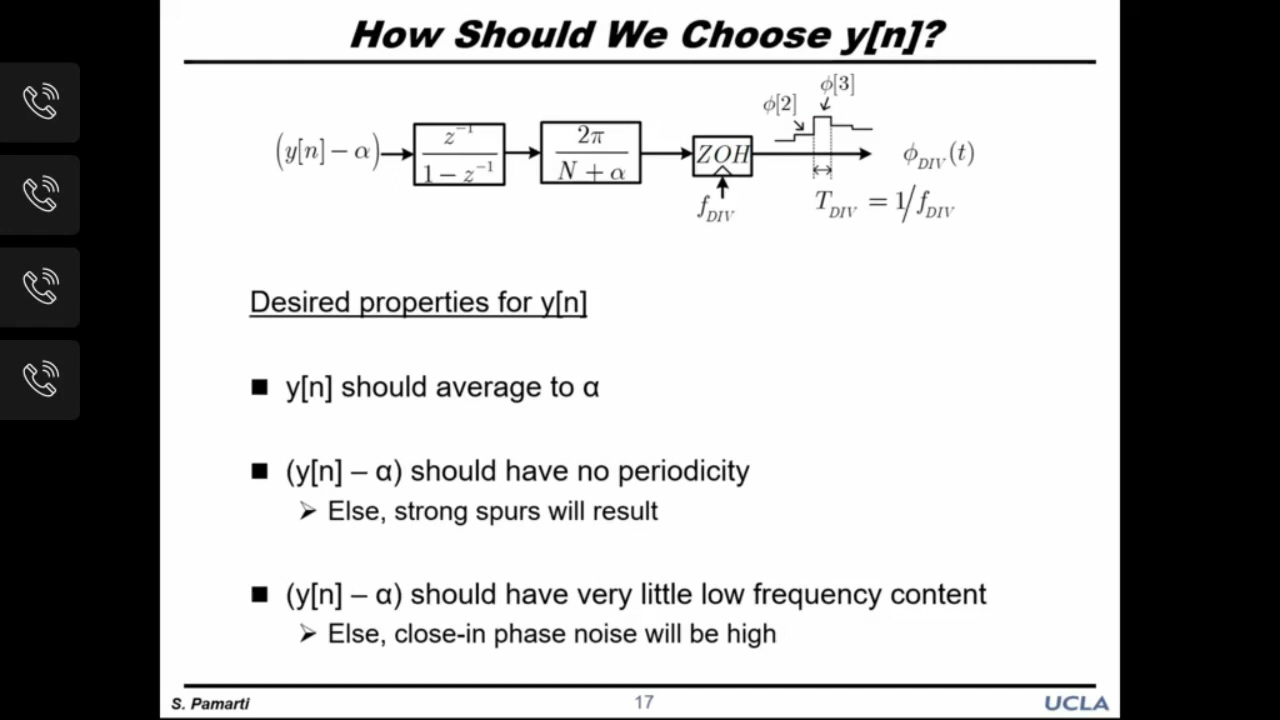 How Should We Choose y[n]?
ϕ[3]
ϕ[2]
(y[n] − α)
z⁻¹
1 − z⁻¹
2π
N + α
ZOH
ϕ_DIV(t)
f_DIV
T_DIV = 1/f_DIV
Desired properties for y[n]
■ y[n] should average to α
■ (y[n] – α) should have no periodicity
➢ Else, strong spurs will result
■ (y[n] – α) should have very little low frequency content
➢ Else, close-in phase noise will be high
S. Pamarti
17
UCLA